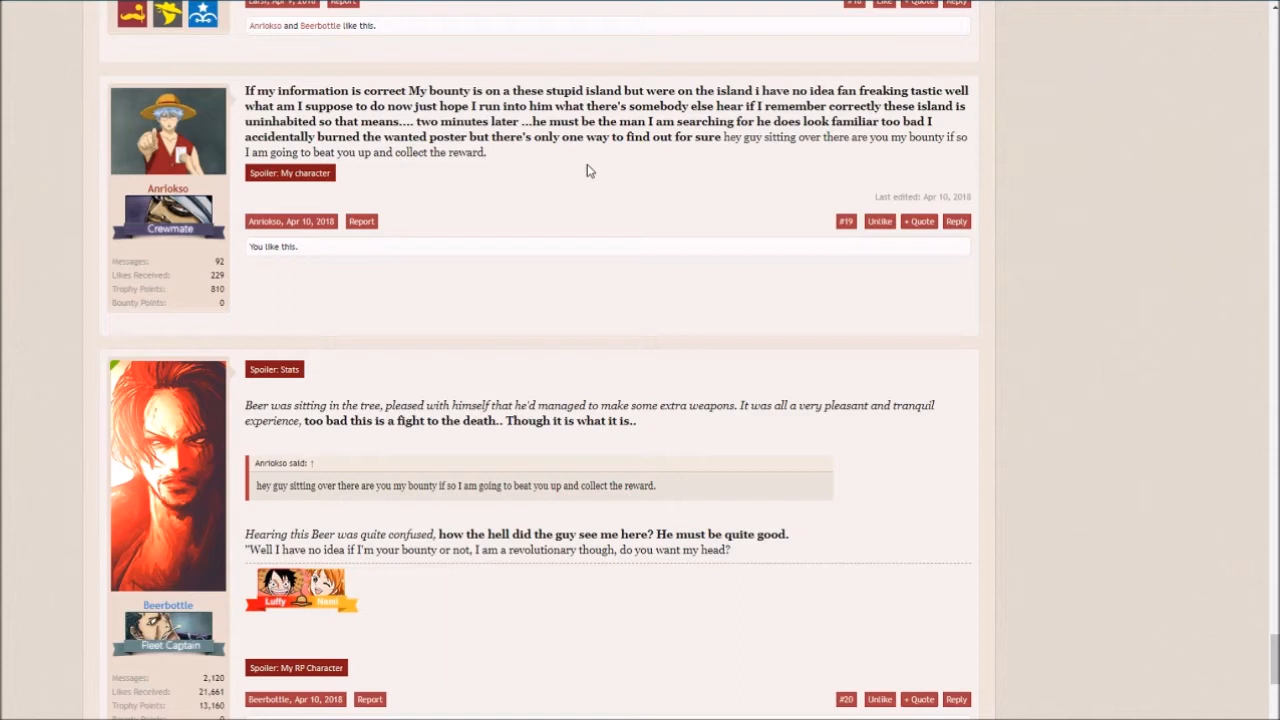 Larsi, Apr 9, 2018 Report #18 Like + Quote Reply
Anriokso and Beerbottle like this.
If my information is correct My bounty is on a these stupid island but were on the island i have no idea fan freaking tastic well
what am I suppose to do now just hope I run into him what there's somebody else hear if I remember correctly these island is
uninhabited so that means.... two minutes later ...he must be the man I am searching for he does look familiar too bad I
accidentally burned the wanted poster but there's only one way to find out for sure hey guy sitting over there are you my bounty if so
I am going to beat you up and collect the reward.
Spoiler: My character
Anriokso
Last edited: Apr 10, 2018
Crewmate
Anriokso, Apr 10, 2018 Report #19 Unlike + Quote Reply
You like this.
Messages: 92
Likes Received: 229
Trophy Points: 810
Bounty Points: 0
Spoiler: Stats
Beer was sitting in the tree, pleased with himself that he'd managed to make some extra weapons. It was all a very pleasant and tranquil
experience, too bad this is a fight to the death.. Though it is what it is..
Anriokso said: ↑
hey guy sitting over there are you my bounty if so I am going to beat you up and collect the reward.
Hearing this Beer was quite confused, how the hell did the guy see me here? He must be quite good.
"Well I have no idea if I'm your bounty or not, I am a revolutionary though, do you want my head?
Luffy Nami
Beerbottle
Fleet Captain
Spoiler: My RP Character
Messages: 2,120
Likes Received: 21,661
Beerbottle, Apr 10, 2018 Report #20 Unlike + Quote Reply
Trophy Points: 13,160
Bounty Points: 0